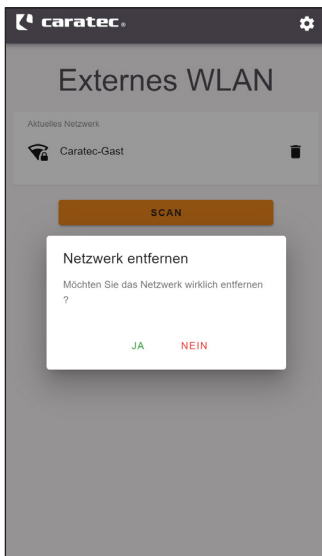 caratec®
Externes WLAN
Aktuelles Netzwerk
Caratec-Gast
SCAN
Netzwerk entfernen
Möchten Sie das Netzwerk wirklich entfernen
?
JA NEIN